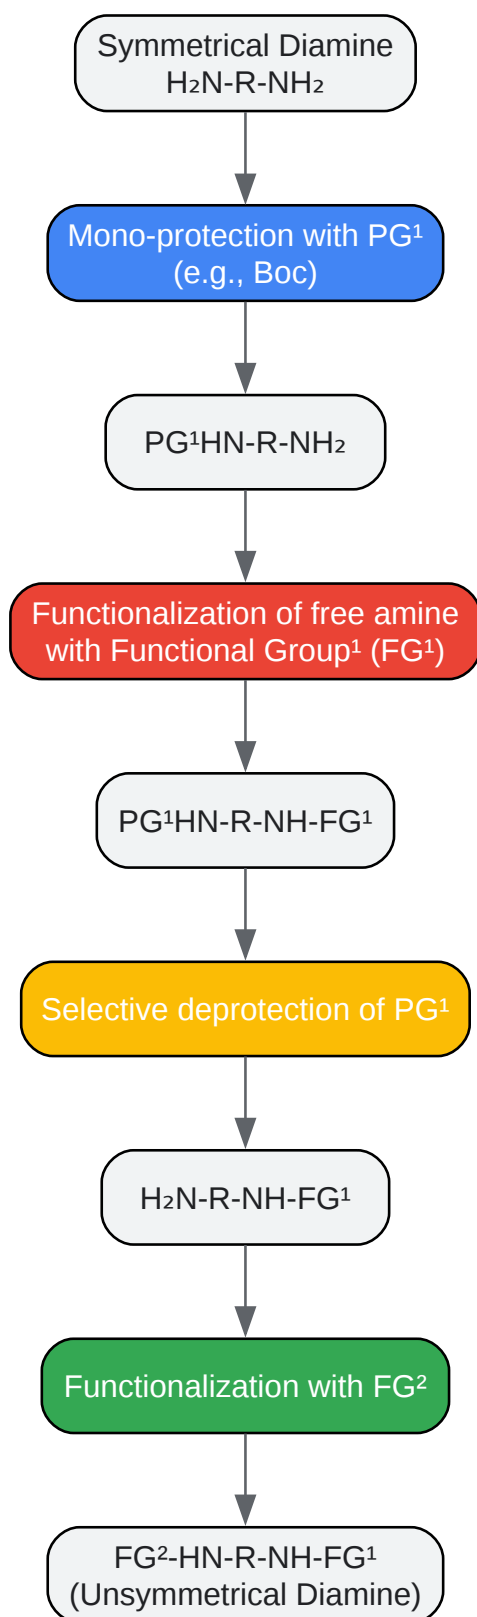 Symmetrical Diamine
H₂N-R-NH₂
Mono-protection with PG¹
(e.g., Boc)
PG¹HN-R-NH₂
Functionalization of free amine
with Functional Group¹ (FG¹)
PG¹HN-R-NH-FG¹
Selective deprotection of PG¹
H₂N-R-NH-FG¹
Functionalization with FG²
FG²-HN-R-NH-FG¹
(Unsymmetrical Diamine)